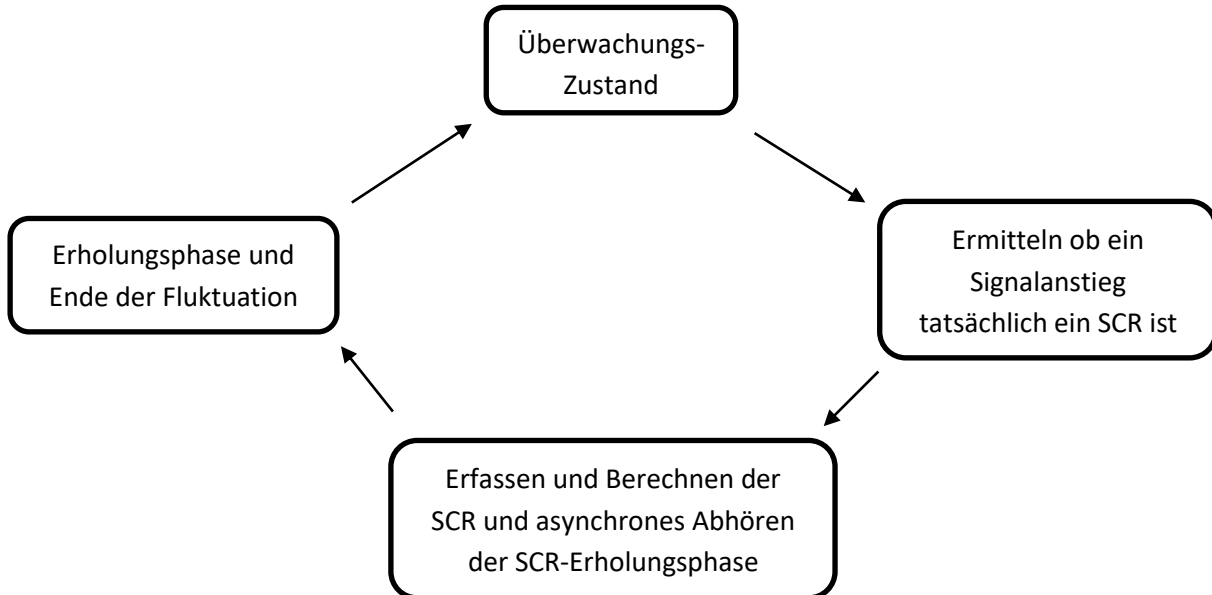 Überwachungs-
Zustand
Erholungsphase und
Ende der Fluktuation
Ermitteln ob ein
Signalanstieg
tatsächlich ein SCR ist
Erfassen und Berechnen der
SCR und asynchrones Abhören
der SCR-Erholungsphase